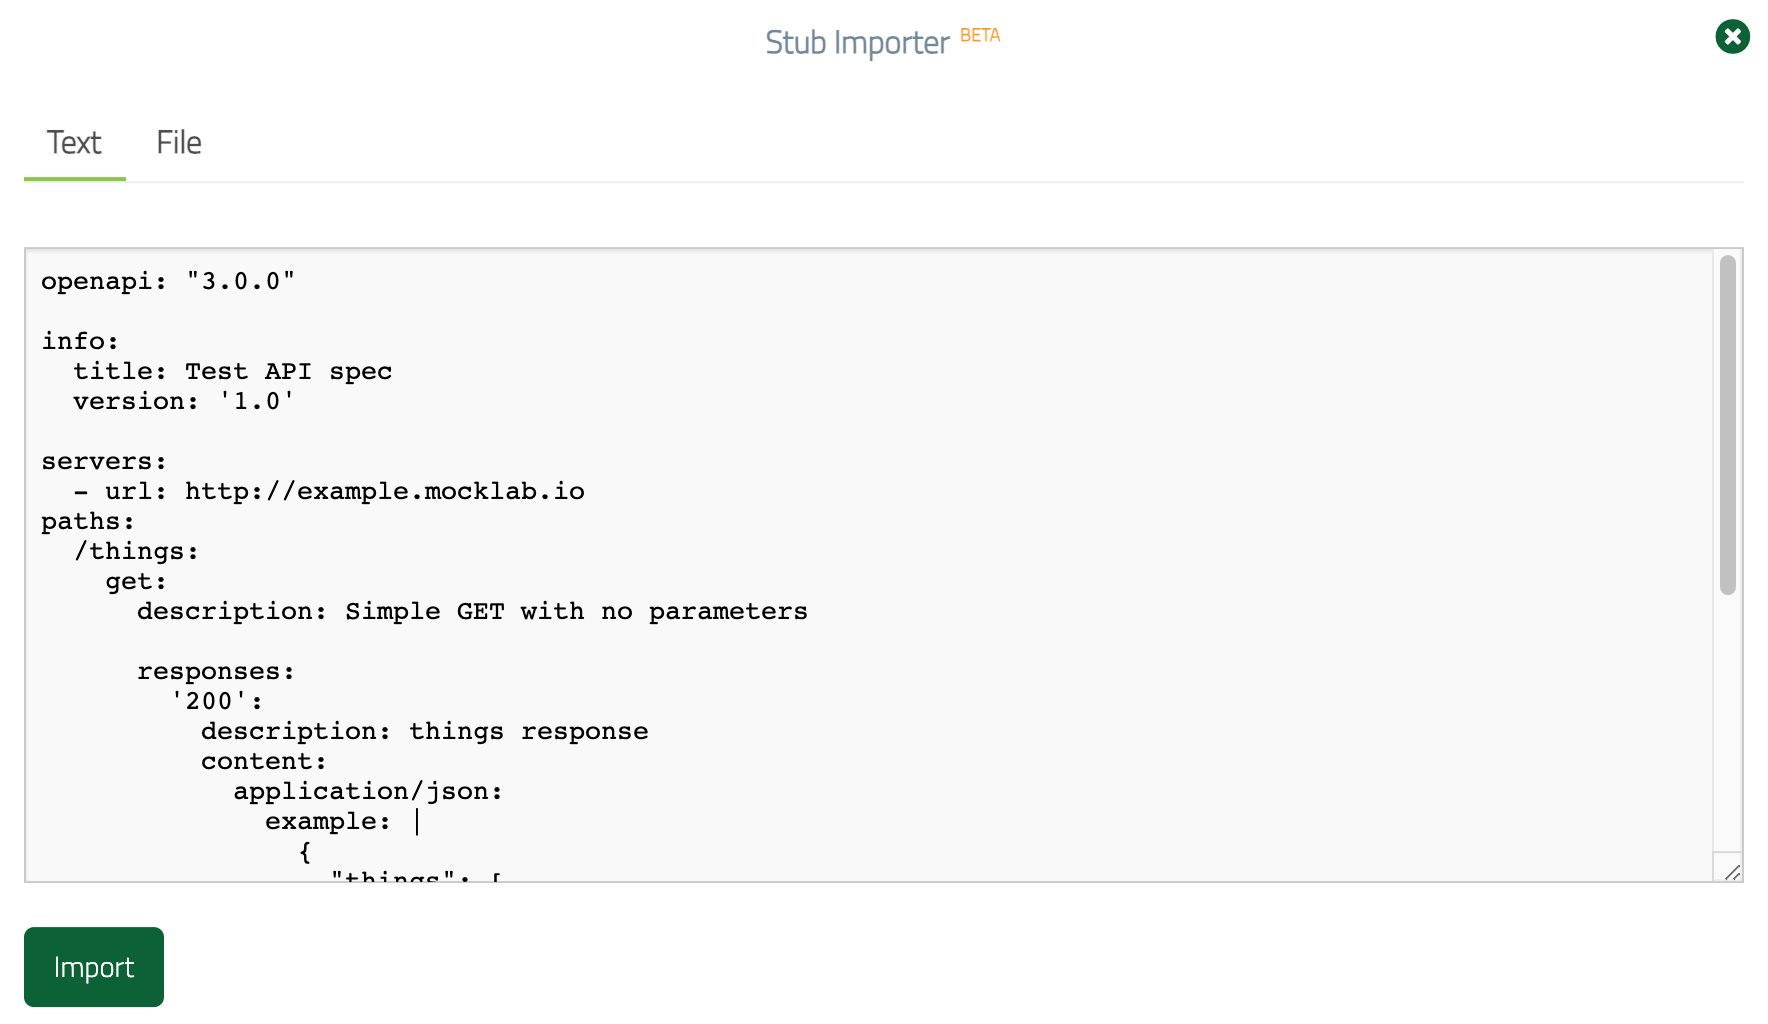 Stub Importer BETA
Text File
openapi: "3.0.0"
info:
  title: Test API spec
  version: '1.0'
servers:
  - url: http://example.mocklab.io
paths:
  /things:
    get:
      description: Simple GET with no parameters
      responses:
        '200':
          description: things response
          content:
            application/json:
              example: |
                {
                  "things": [
Import